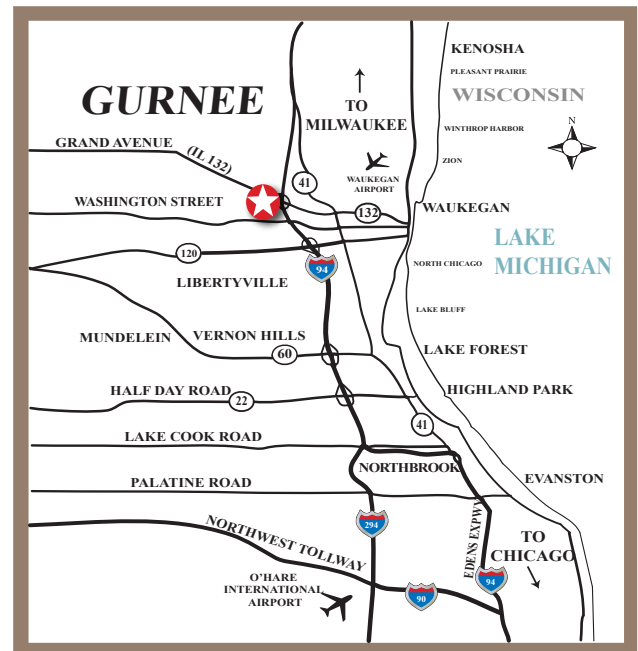 KENOSHA
PLEASANT PRAIRIE
WISCONSIN
GURNEE
TO
MILWAUKEE
WINTHROP HARBOR
N
GRAND AVENUE
(IL 132)
ZION
WAUKEGAN
AIRPORT
41
WASHINGTON STREET
132
WAUKEGAN
LAKE
MICHIGAN
120
NORTH CHICAGO
94
LIBERTYVILLE
LAKE BLUFF
MUNDELEIN
VERNON HILLS
60
LAKE FOREST
HALF DAY ROAD
22
HIGHLAND PARK
41
LAKE COOK ROAD
NORTHBROOK
EVANSTON
PALATINE ROAD
294
NORTHWEST TOLLWAY
EDENS EXPWY
TO
CHICAGO
O'HARE
INTERNATIONAL
AIRPORT
90
94